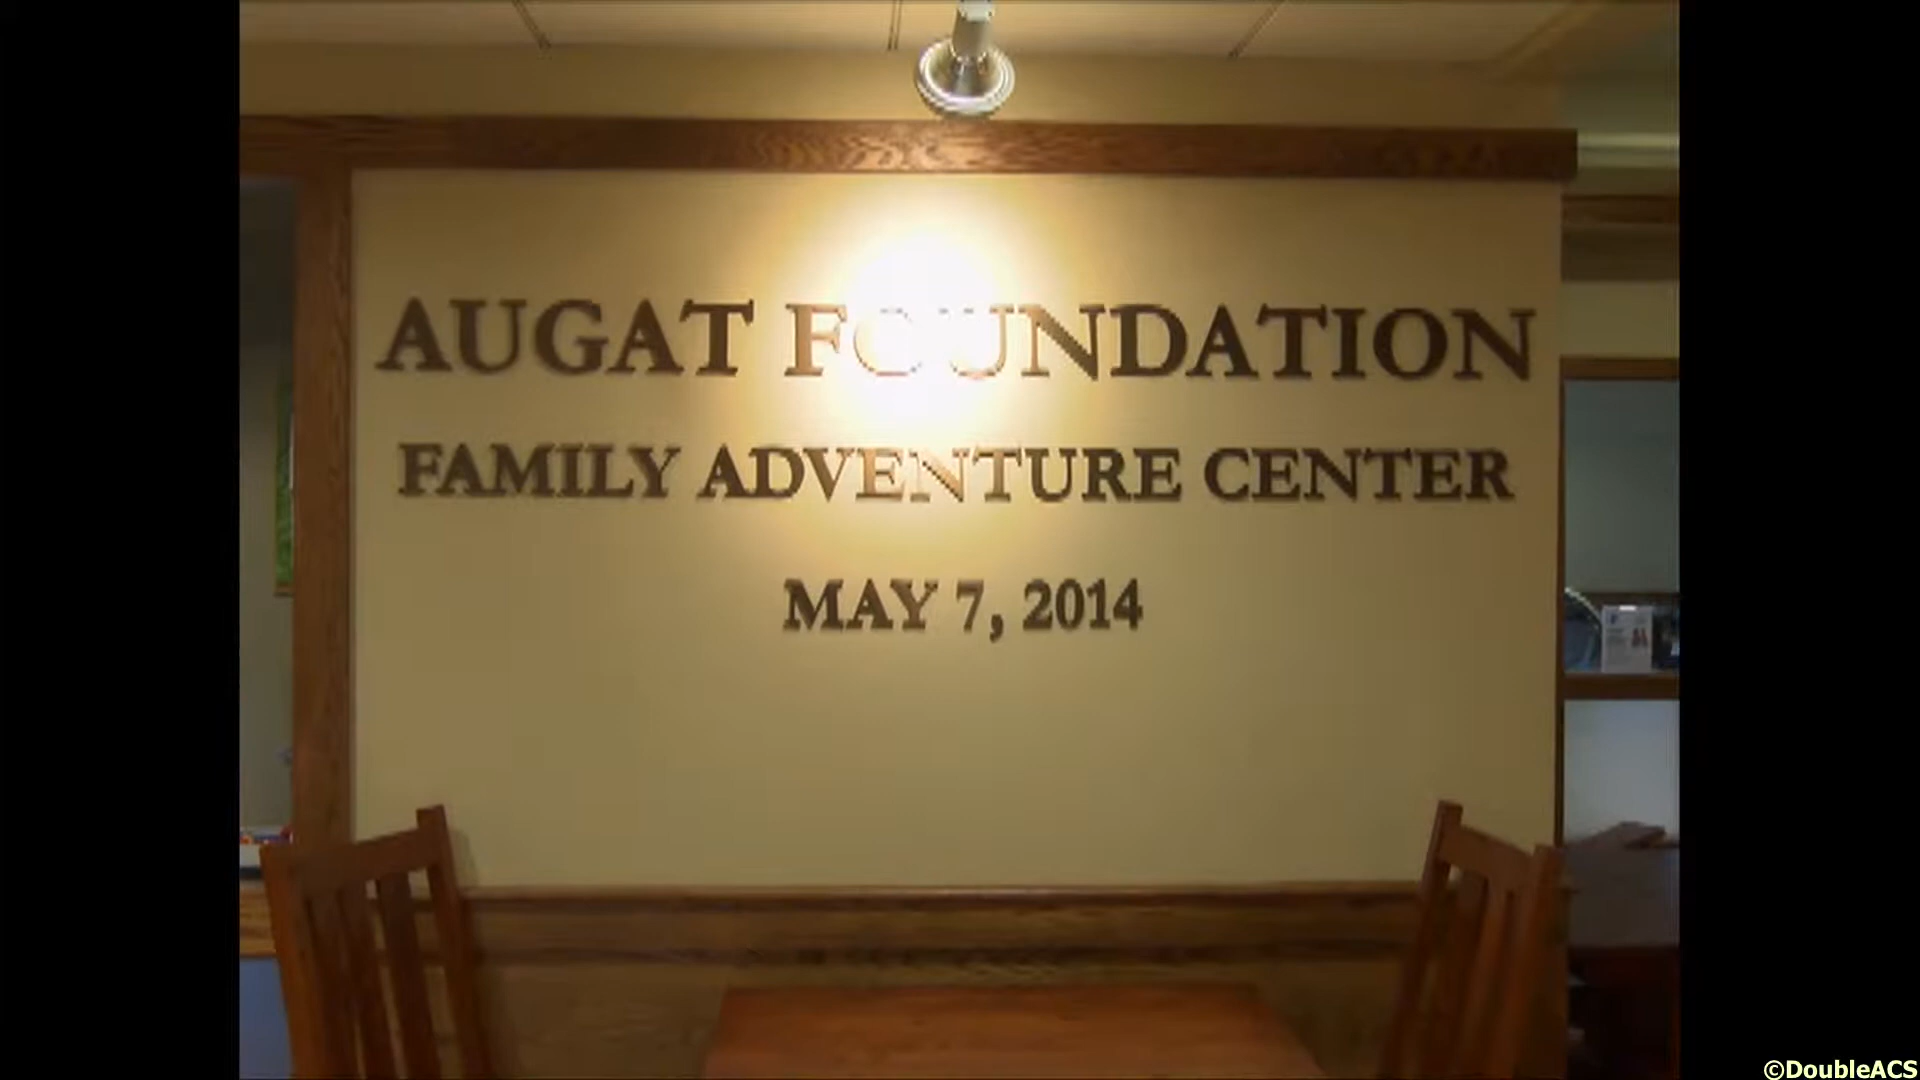 AUGAT FOUNDATION
FAMILY ADVENTURE CENTER
MAY 7, 2014
©DoubleACS